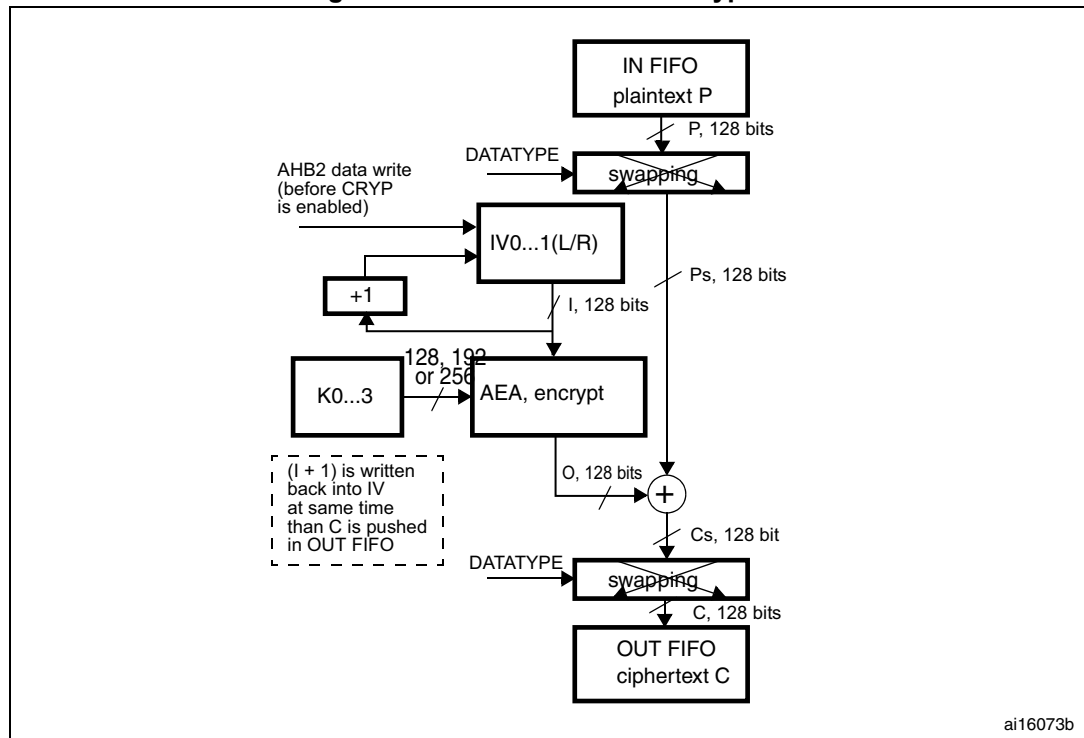 IN FIFO
plaintext P
P, 128 bits
DATATYPE
swapping
AHB2 data write
(before CRYP
is enabled)
IV0...1(L/R)
Ps, 128 bits
+1
I, 128 bits
128, 192
or 256
K0...3
AEA, encrypt
(I + 1) is written
back into IV
at same time
than C is pushed
in OUT FIFO
O, 128 bits
+
Cs, 128 bit
DATATYPE
swapping
C, 128 bits
OUT FIFO
ciphertext C
ai16073b